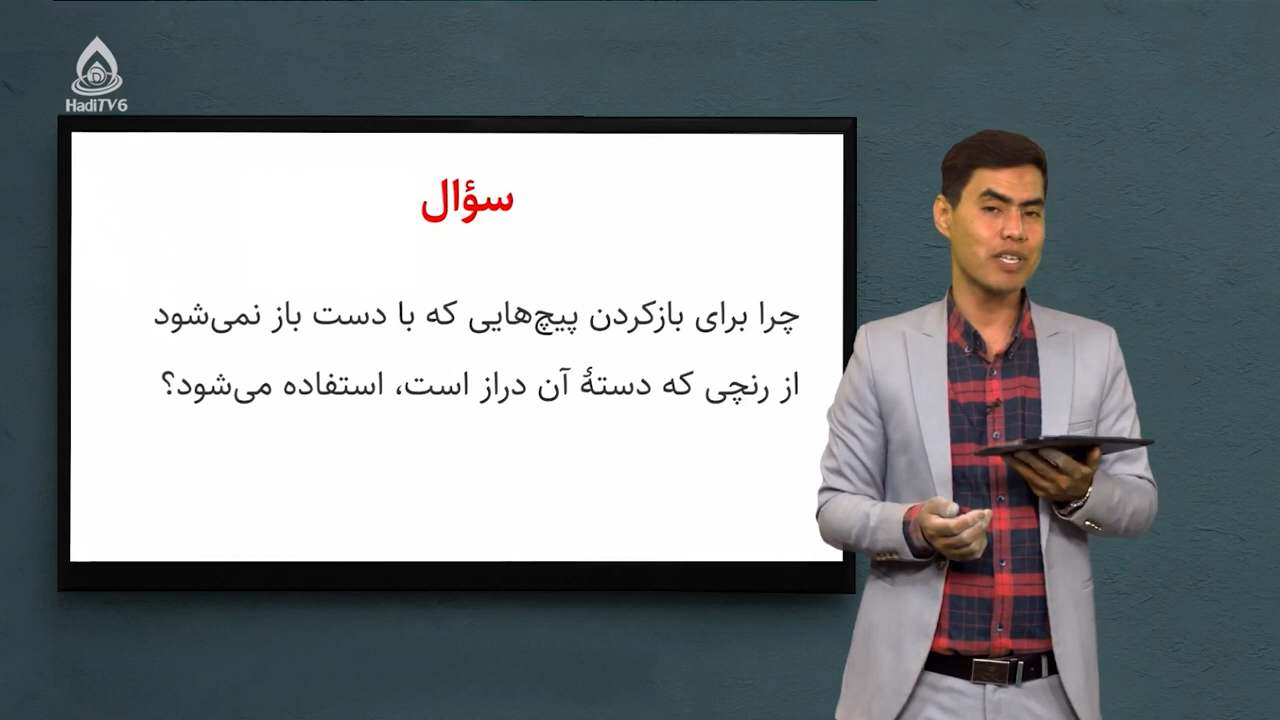 HadiTV6
سؤال
چرا برای بازکردن پیچ‌هایی که با دست باز نمی‌شود
از رنچی که دستهٔ آن دراز است، استفاده می‌شود؟